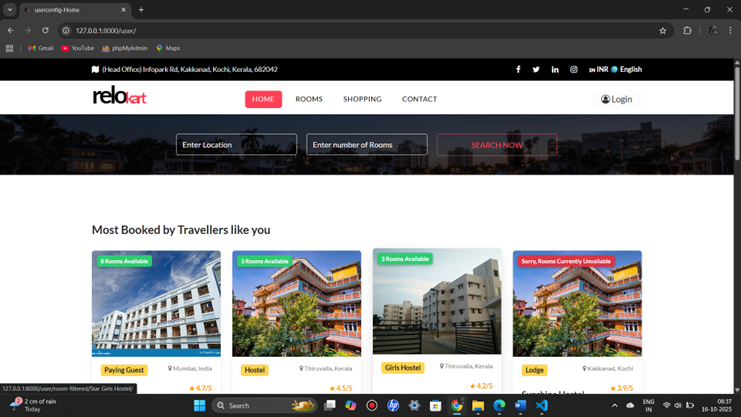 userconfig-Home
127.0.0.1:8000/user/
Gmail YouTube phpMyAdmin Maps
(Head Office) Infopark Rd, Kakkanad, Kochi, Kerala, 682042
IN INR English
relokart
HOME ROOMS SHOPPING CONTACT Login
Enter Location Enter number of Rooms SEARCH NOW
Most Booked by Travellers like you
8 Rooms Available 3 Rooms Available 3 Rooms Available Sorry, Rooms Currently Unvailable
Paying Guest Mumbai, India Hostel Thiruvalla, Kerala Girls Hostel Thiruvalla, Kerala Lodge Kakkanad, Kochi
4.7/5 4.5/5 4.2/5 3.9/5
127.0.0.1:8000/user/room-filtered/Star Girls Hostel/
2 cm of rain
Today
Search
ENG
IN
08:37
16-10-2025